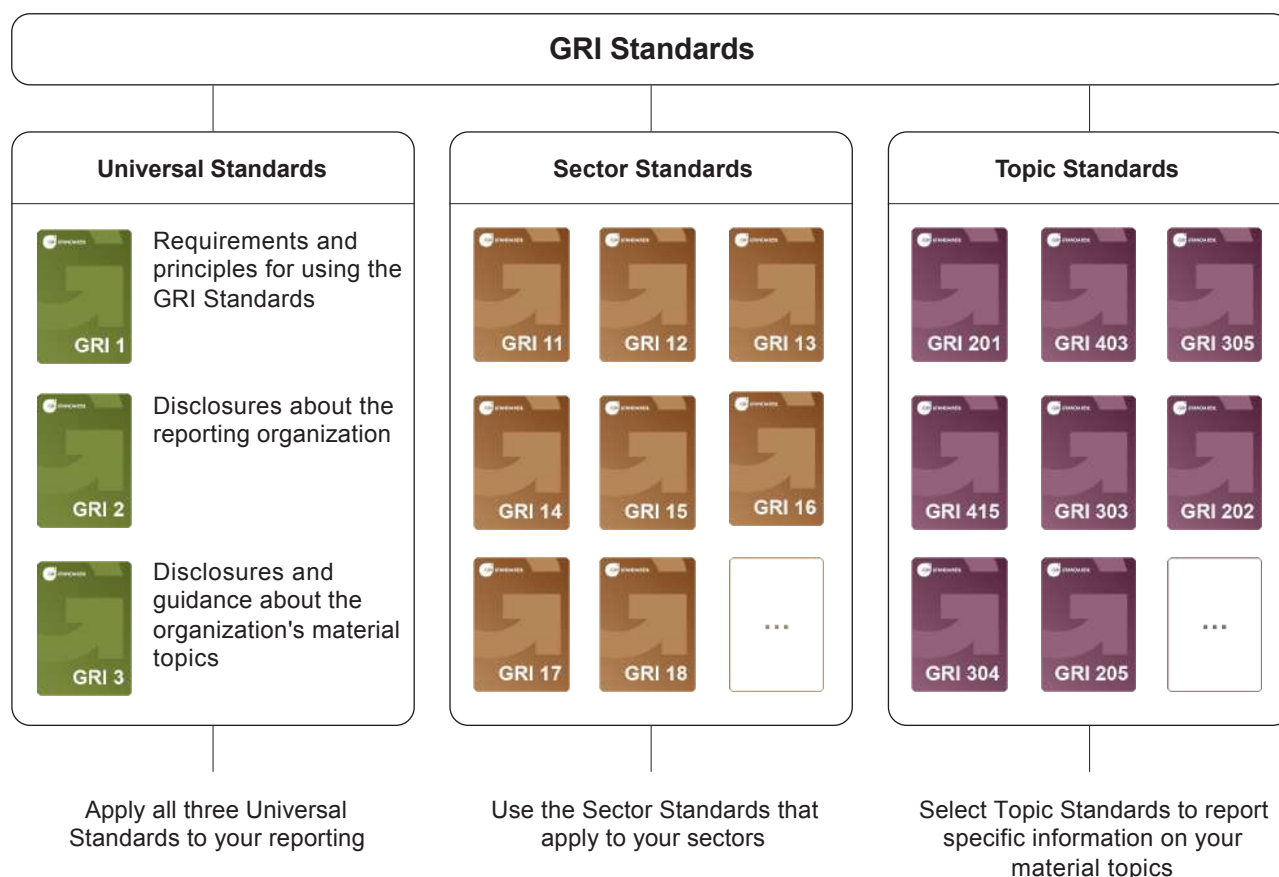 GRI Standards
Universal Standards
GRI 1
Requirements and
principles for using the
GRI Standards
GRI 2
Disclosures about the
reporting organization
GRI 3
Disclosures and
guidance about the
organization's material
topics
Apply all three Universal
Standards to your reporting
Sector Standards
GRI 11
GRI 12
GRI 13
GRI 14
GRI 15
GRI 16
GRI 17
GRI 18
...
Use the Sector Standards that
apply to your sectors
Topic Standards
GRI 201
GRI 403
GRI 305
GRI 415
GRI 303
GRI 202
GRI 304
GRI 205
...
Select Topic Standards to report
specific information on your
material topics